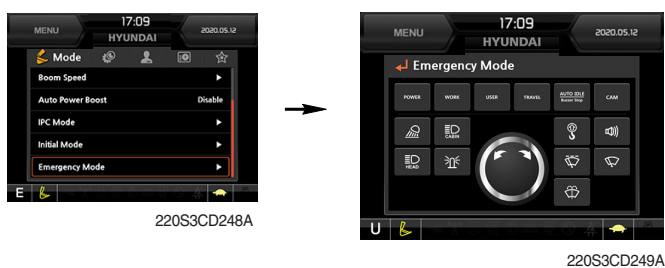 MENU
17:09
HYUNDAI
2020.05.12
Mode
Boom Speed
Auto Power Boost Disable
IPC Mode
Initial Mode
Emergency Mode
E
220S3CD248A
MENU
17:09
HYUNDAI
2020.05.12
Emergency Mode
POWER WORK USER TRAVEL AUTO IDLE CAM
Buzzer Stop
CABIN
HEAD
U
220S3CD249A